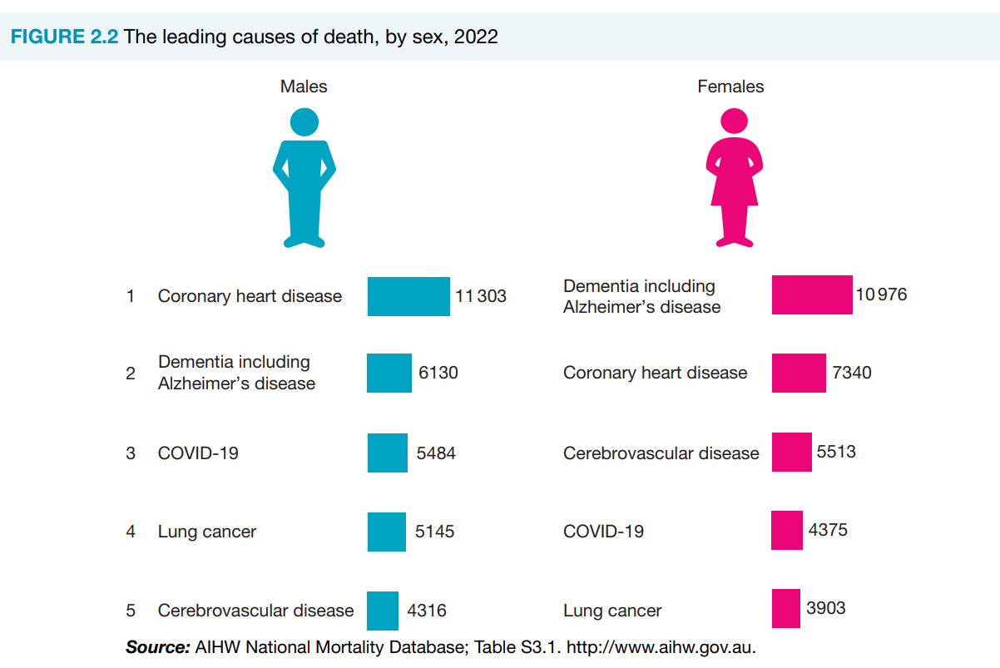 FIGURE 2.2 The leading causes of death, by sex, 2022
Males
Females
1 Coronary heart disease 11 303
Dementia including
Alzheimer's disease
10 976
2 Dementia including
Alzheimer's disease
6130
Coronary heart disease 7340
3 COVID-19 5484
Cerebrovascular disease 5513
4 Lung cancer 5145
COVID-19 4375
5 Cerebrovascular disease 4316
Lung cancer 3903
Source: AIHW National Mortality Database; Table S3.1. http://www.aihw.gov.au.